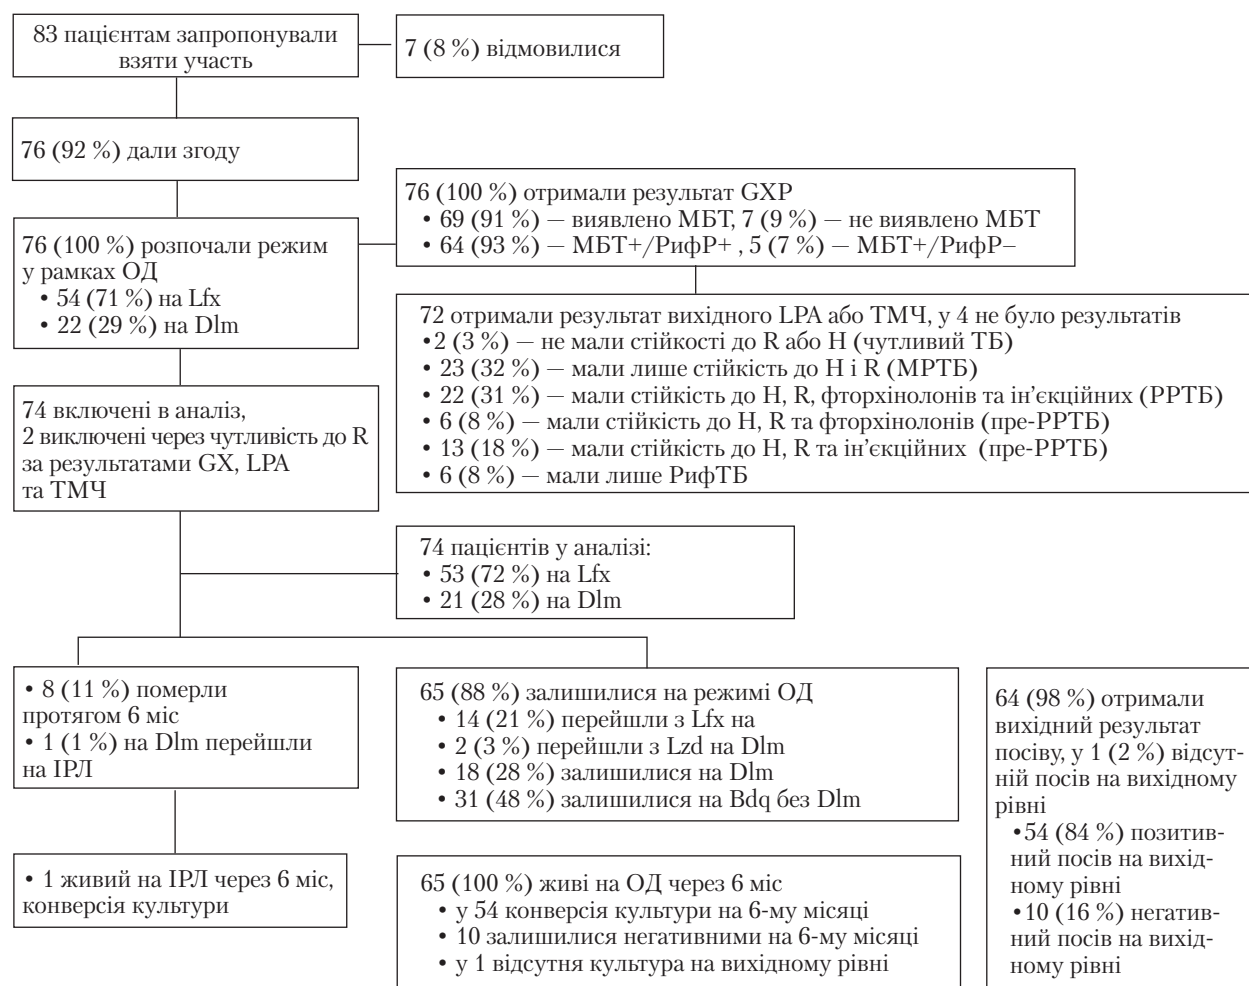 83 пацієнтам запропонували
взяти участь
7 (8 %) відмовилися
76 (92 %) дали згоду
76 (100 %) отримали результат GXP
• 69 (91 %) — виявлено МБТ, 7 (9 %) — не виявлено МБТ
• 64 (93 %) — МБТ+/РифР+ , 5 (7 %) — МБТ+/РифР–
76 (100 %) розпочали режим
у рамках ОД
• 54 (71 %) на Lfx
• 22 (29 %) на Dlm
72 отримали результат вихідного LPA або ТМЧ, у 4 не було результатів
•2 (3 %) — не мали стійкості до R або H (чутливий ТБ)
• 23 (32 %) — мали лише стійкість до H і R (МРТБ)
• 22 (31 %) — мали стійкість до H, R, фторхінолонів та ін’єкційних (РРТБ)
• 6 (8 %) — мали стійкість до H, R та фторхінолонів (пре-РРТБ)
• 13 (18 %) — мали стійкість до H, R та ін’єкційних (пре-РРТБ)
• 6 (8 %) — мали лише РифТБ
74 включені в аналіз,
2 виключені через чутливість до R
за результатами GX, LPA
та ТМЧ
74 пацієнтів у аналізі:
• 53 (72 %) на Lfx
• 21 (28 %) на Dlm
• 8 (11 %) померли
протягом 6 міс
• 1 (1 %) на Dlm перейшли
на ІРЛ
65 (88 %) залишилися на режимі ОД
• 14 (21 %) перейшли з Lfx на
• 2 (3 %) перейшли з Lzd на Dlm
• 18 (28 %) залишилися на Dlm
• 31 (48 %) залишилися на Bdq без Dlm
64 (98 %) отримали
вихідний результат
посіву, у 1 (2 %) відсут-
ній посів на вихідному
рівні
•54 (84 %) позитив-
ний посів на вихід-
ному рівні
•10 (16 %) негатив-
ний посів на вихід-
ному рівні
• 1 живий на ІРЛ через 6 міс,
конверсія культури
65 (100 %) живі на ОД через 6 міс
• у 54 конверсія культури на 6-му місяці
• 10 залишилися негативними на 6-му місяці
• у 1 відсутня культура на вихідному рівні